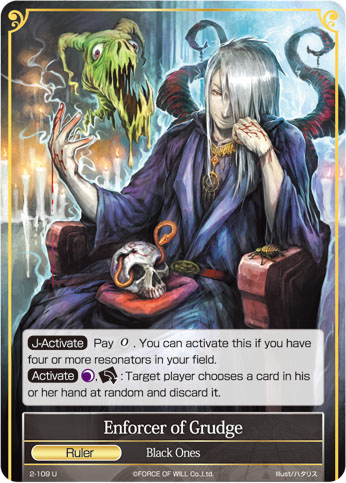 J-Activate Pay 0 . You can activate this if you have
four or more resonators in your field.
Activate , : Target player chooses a card in his
or her hand at random and discard it.
Enforcer of Grudge
Ruler Black Ones
2-109 U ©FORCE OF WILL Co.,Ltd. Illust/ハタリス